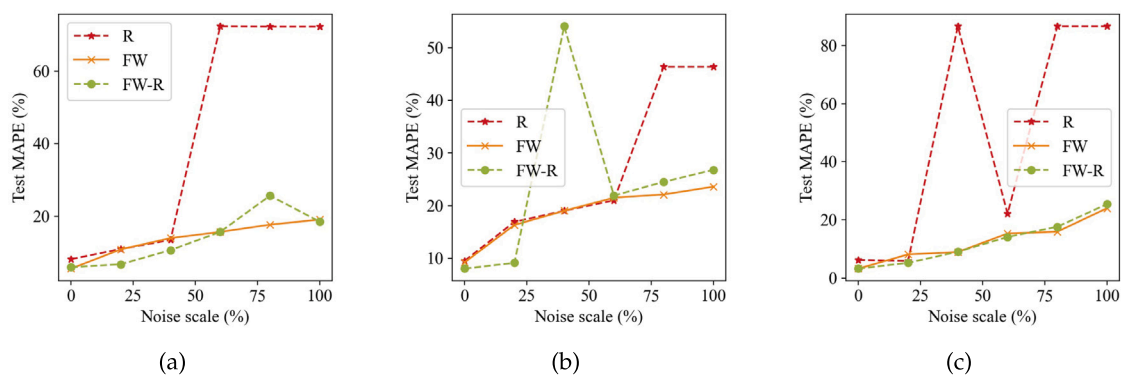 R
FW
FW-R
60
40
20
Test MAPE (%)
0 25 50 75 100
Noise scale (%)
(a)
R
FW
FW-R
50
40
30
20
10
Test MAPE (%)
0 25 50 75 100
Noise scale (%)
(b)
R
FW
FW-R
80
60
40
20
0
Test MAPE (%)
0 25 50 75 100
Noise scale (%)
(c)